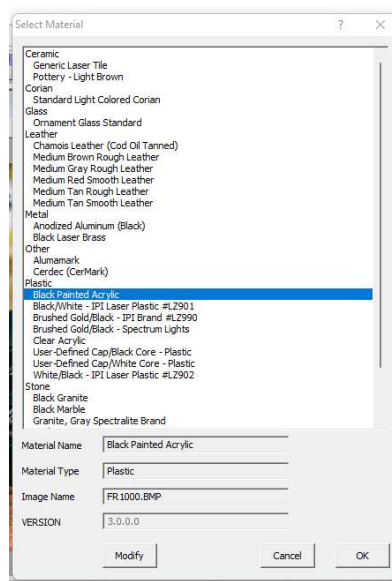 Select Material
?
Ceramic
Generic Laser Tile
Pottery - Light Brown
Corian
Standard Light Colored Corian
Glass
Ornament Glass Standard
Leather
Chamois Leather (Cod Oil Tanned)
Medium Brown Rough Leather
Medium Gray Rough Leather
Medium Red Smooth Leather
Medium Tan Rough Leather
Medium Tan Smooth Leather
Metal
Anodized Aluminum (Black)
Black Laser Brass
Other
Alumamark
Cerdec (CerMark)
Plastic
Black Painted Acrylic
Black/White - IPI Laser Plastic #LZ901
Brushed Gold/Black - IPI Brand #LZ990
Brushed Gold/Black - Spectrum Lights
Clear Acrylic
User-Defined Cap/Black Core - Plastic
User-Defined Cap/White Core - Plastic
White/Black - IPI Laser Plastic #LZ902
Stone
Black Granite
Black Marble
Granite, Gray Spectralite Brand
Material Name Black Painted Acrylic
Material Type Plastic
Image Name FR1000.BMP
VERSION 3.0.0.0
Modify Cancel OK